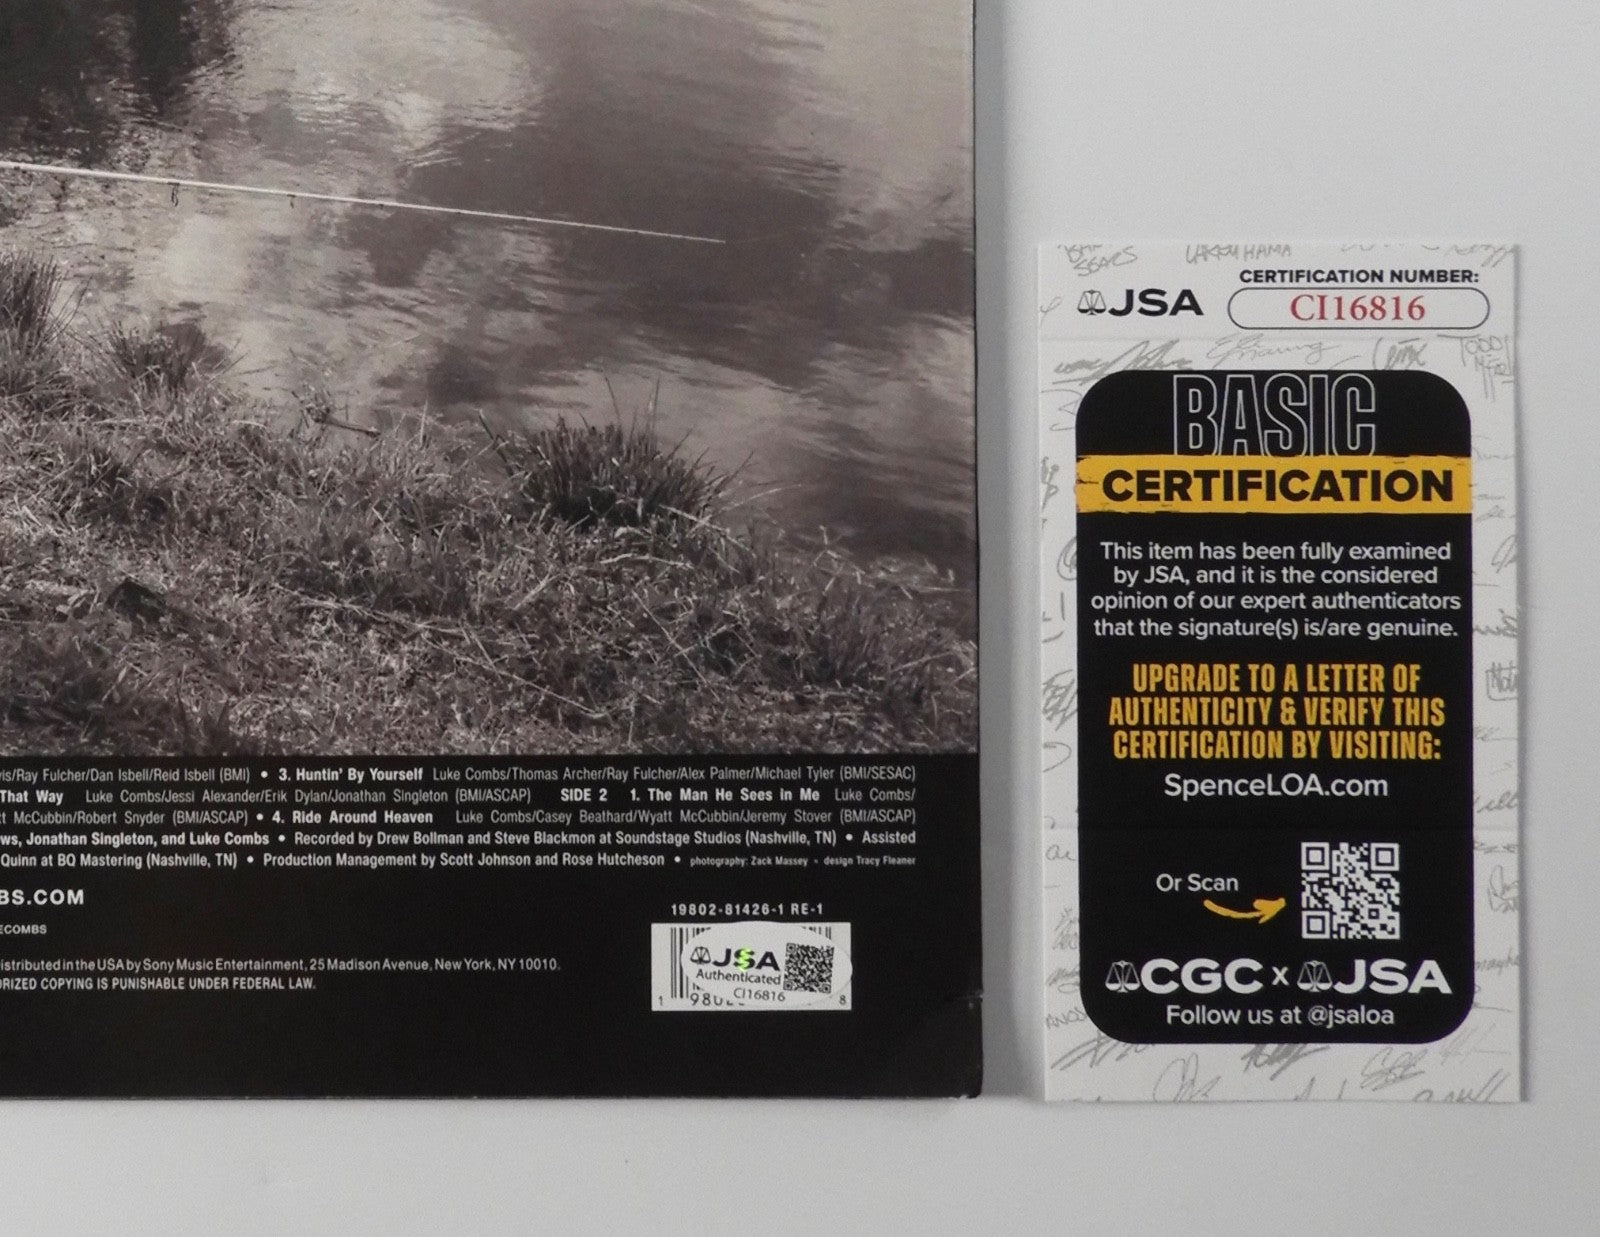 vis/Ray Fulcher/Dan Isbell/Reid Isbell (BMI) • 3. Huntin' By Yourself Luke Combs/Thomas Archer/Ray Fulcher/Alex Palmer/Michael Tyler (BMI/SESAC)
That Way Luke Combs/Jessi Alexander/Erik Dylan/Jonathan Singleton (BMI/ASCAP) SIDE 2 1. The Man He Sees in Me Luke Combs/
tt McCubbin/Robert Snyder (BMI/ASCAP) • 4. Ride Around Heaven Luke Combs/Casey Beathard/Wyatt McCubbin/Jeremy Stover (BMI/ASCAP)
ws, Jonathan Singleton, and Luke Combs • Recorded by Drew Bollman and Steve Blackmon at Soundstage Studios (Nashville, TN) • Assisted
Quinn at BQ Mastering (Nashville, TN) • Production Management by Scott Johnson and Rose Hutcheson • photography: Zack Massey • design Tracy Fleaner
BS.COM
ECOMBS
19802-81426-1 RE-1
istributed in the USA by Sony Music Entertainment, 25 Madison Avenue, New York, NY 10010.
RIZED COPYING IS PUNISHABLE UNDER FEDERAL LAW.
JSA
Authenticated
CI16816
1 980 8
CERTIFICATION NUMBER:
JSA CI16816
BASIC
CERTIFICATION
This item has been fully examined
by JSA, and it is the considered
opinion of our expert authenticators
that the signature(s) is/are genuine.
UPGRADE TO A LETTER OF
AUTHENTICITY & VERIFY THIS
CERTIFICATION BY VISITING:
SpenceLOA.com
Or Scan
CGC x JSA
Follow us at @jsaloa